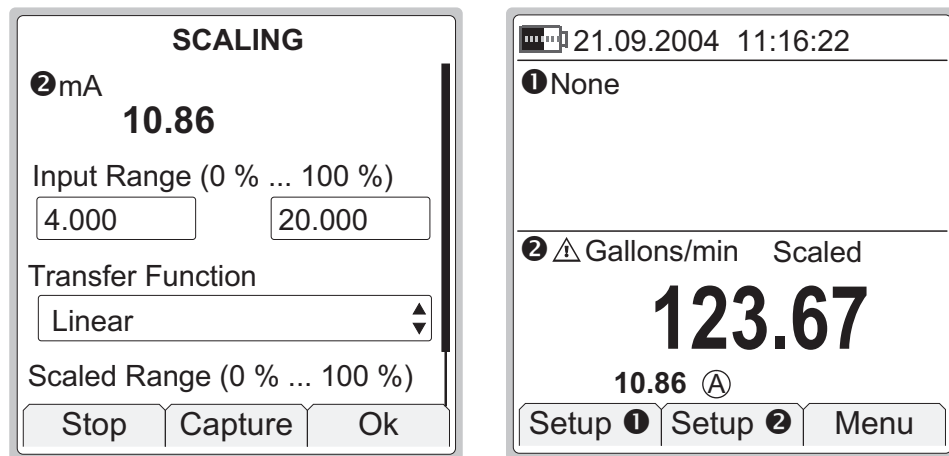 SCALING
❷mA
10.86
Input Range (0 % ... 100 %)
4.000 20.000
Transfer Function
Linear
Scaled Range (0 % ... 100 %)
Stop Capture Ok
21.09.2004 11:16:22
❶None
❷ ⚠ Gallons/min Scaled
123.67
10.86 Ⓐ
Setup ❶ Setup ❷ Menu